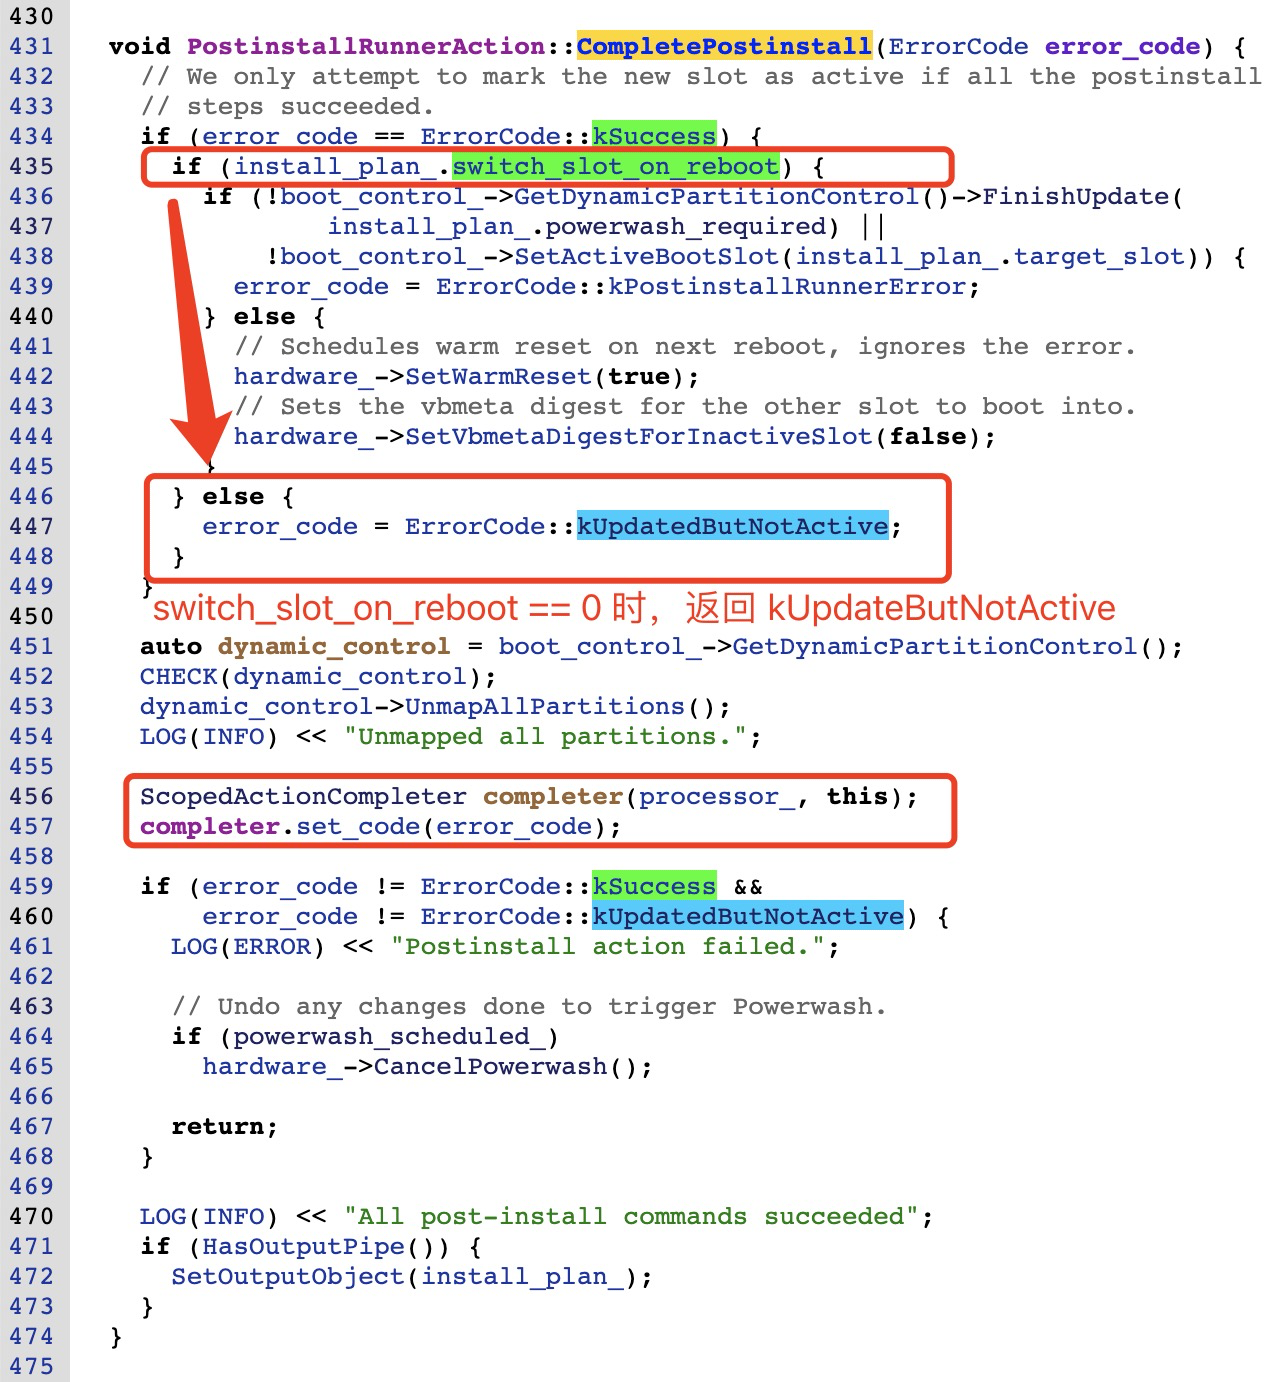 430
431 void PostinstallRunnerAction::CompletePostinstall(ErrorCode error_code) {
432 // We only attempt to mark the new slot as active if all the postinstall
433 // steps succeeded.
434 if (error_code == ErrorCode::kSuccess) {
435 if (install_plan_.switch_slot_on_reboot) {
436 if (!boot_control_->GetDynamicPartitionControl()->FinishUpdate(
437 install_plan_.powerwash_required) ||
438 !boot_control_->SetActiveBootSlot(install_plan_.target_slot)) {
439 error_code = ErrorCode::kPostinstallRunnerError;
440 } else {
441 // Schedules warm reset on next reboot, ignores the error.
442 hardware_->SetWarmReset(true);
443 // Sets the vbmeta digest for the other slot to boot into.
444 hardware_->SetVbmetaDigestForInactiveSlot(false);
445 }
446 } else {
447 error_code = ErrorCode::kUpdatedButNotActive;
448 }
449 }
switch_slot_on_reboot == 0 时，返回 kUpdateButNotActive
450
451 auto dynamic_control = boot_control_->GetDynamicPartitionControl();
452 CHECK(dynamic_control);
453 dynamic_control->UnmapAllPartitions();
454 LOG(INFO) << "Unmapped all partitions.";
455
456 ScopedActionCompleter completer(processor_, this);
457 completer.set_code(error_code);
458
459 if (error_code != ErrorCode::kSuccess &&
460 error_code != ErrorCode::kUpdatedButNotActive) {
461 LOG(ERROR) << "Postinstall action failed.";
462
463 // Undo any changes done to trigger Powerwash.
464 if (powerwash_scheduled_)
465 hardware_->CancelPowerwash();
466
467 return;
468 }
469
470 LOG(INFO) << "All post-install commands succeeded";
471 if (HasOutputPipe()) {
472 SetOutputObject(install_plan_);
473 }
474 }
475